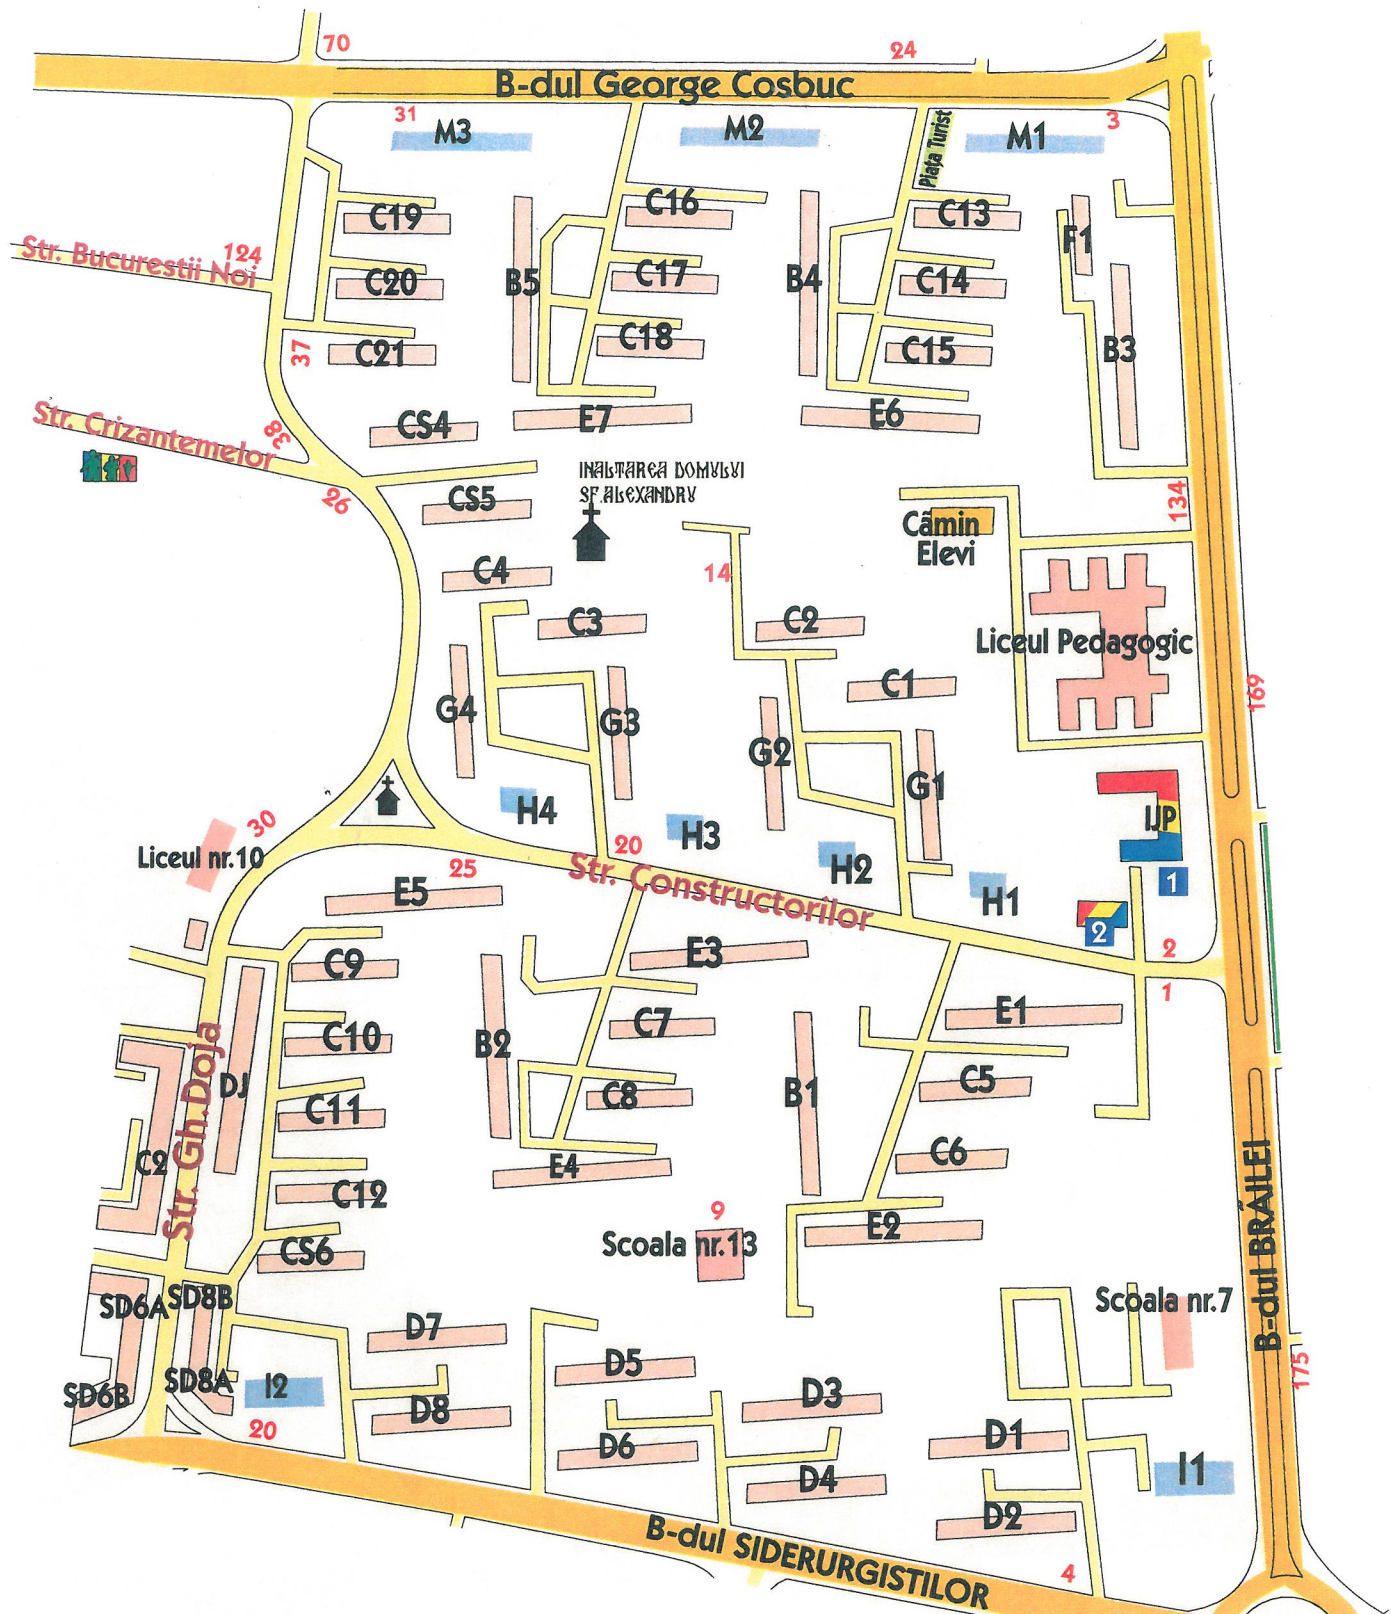 70
24
B-dul George Cosbuc
31
3
M3
M2
M1
Piaţa Turist
C19
C16
C13
F1
Str. Bucurestii Noi
124
C20
B5
C17
B4
C14
37
C21
C18
C15
B3
Str. Crizantemelor
38
CS4
E7
E6
INALTAREA DOMULUI
SF. ALEXANDRU
26
CS5
134
Cămin
Elevi
C4
14
C3
C2
Liceul Pedagogic
C1
169
G4
G3
G2
G1
H4
H3
H2
H1
IJP
1
2
30
Liceul nr.10
25
20
Str. Constructorilor
E5
E3
2
1
C9
E1
C10
B2
C7
DJ
C5
C11
C8
B1
Str. Gh.Doja
C2
E4
C6
C12
9
Scoala nr.13
E2
CS6
B-dul BRĂILEI
SD6A
SD8B
Scoala nr.7
D7
D5
175
SD6B
SD8A
I2
D8
D3
20
D6
D1
D4
I1
D2
B-dul SIDERURGISTILOR
4